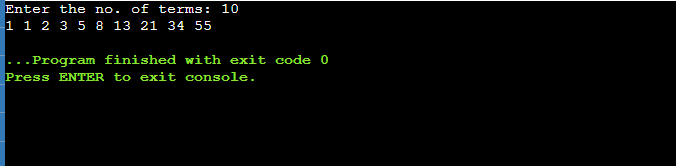 Enter the no. of terms: 10
1 1 2 3 5 8 13 21 34 55
...Program finished with exit code 0
Press ENTER to exit console.